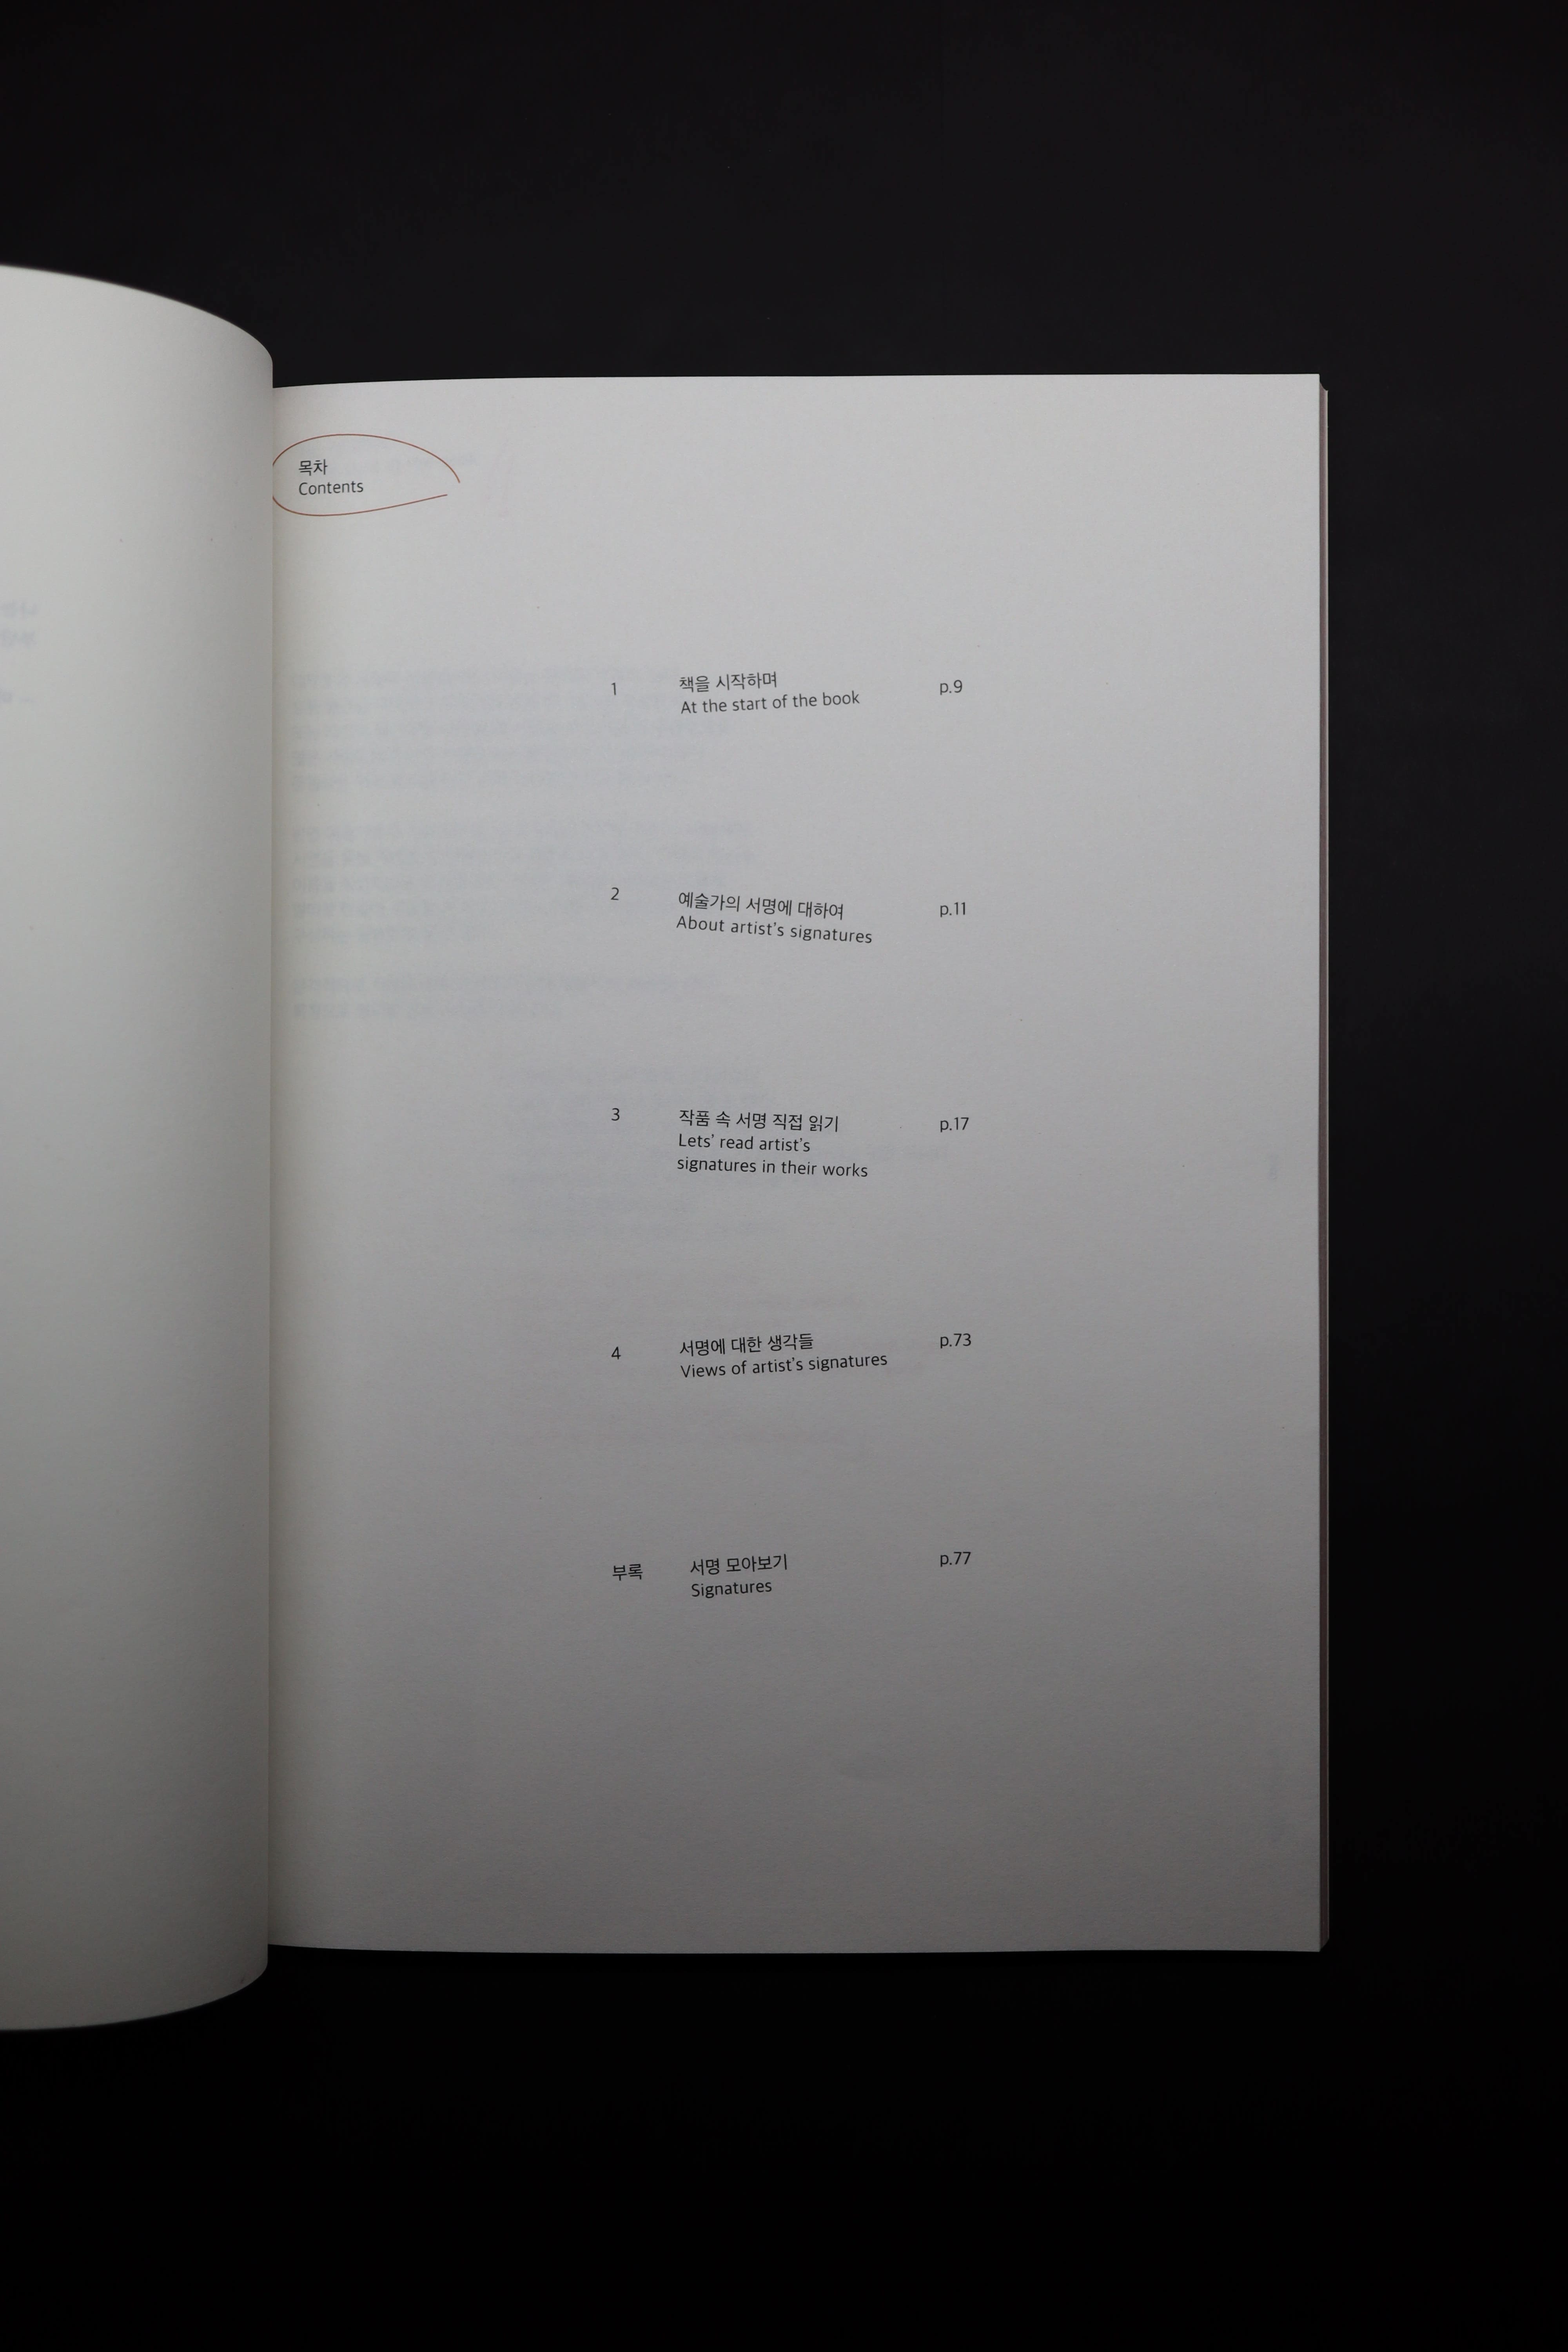 목차
Contents
1 책을 시작하며 p.9
At the start of the book
2 예술가의 서명에 대하여 p.11
About artist's signatures
3 작품 속 서명 직접 읽기 p.17
Lets' read artist's
signatures in their works
4 서명에 대한 생각들 p.73
Views of artist's signatures
부록 서명 모아보기 p.77
Signatures